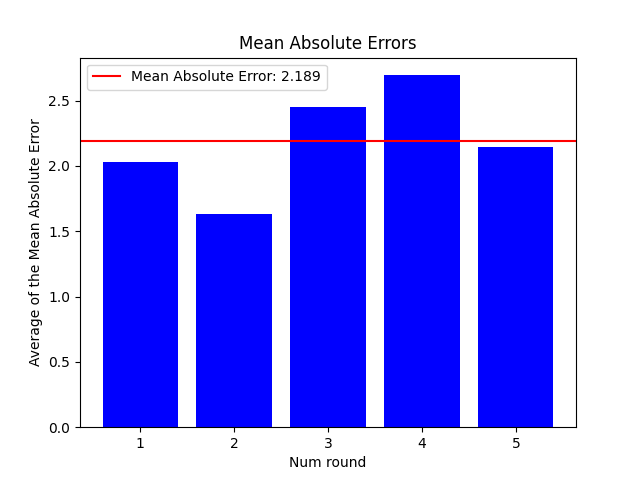 Mean Absolute Errors
Mean Absolute Error: 2.189
Average of the Mean Absolute Error
2.5
2.0
1.5
1.0
0.5
0.0
1 2 3 4 5
Num round